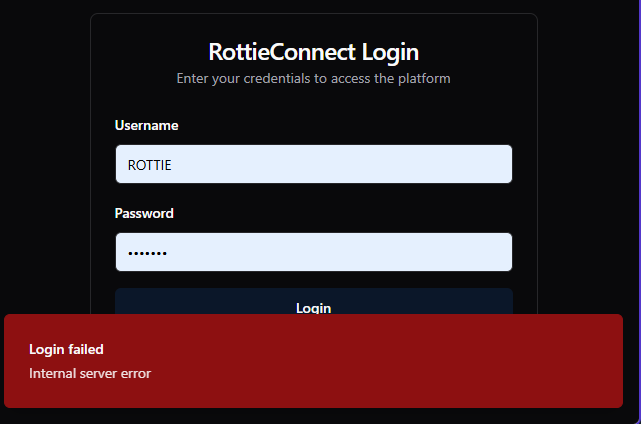 RottieConnect Login
Enter your credentials to access the platform
Username
ROTTIE
Password
•••••••
Login
Login failed
Internal server error